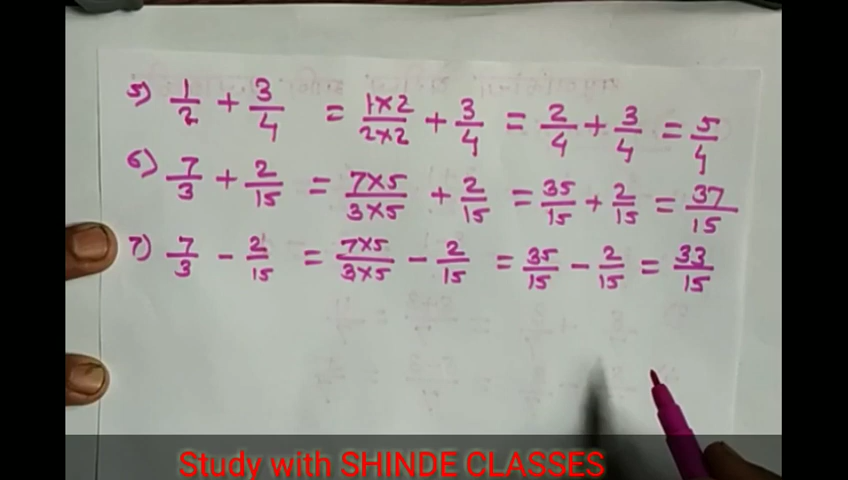 5) 1/2 + 3/4 = 1×2/2×2 + 3/4 = 2/4 + 3/4 = 5/4
6) 7/3 + 2/15 = 7×5/3×5 + 2/15 = 35/15 + 2/15 = 37/15
7) 7/3 - 2/15 = 7×5/3×5 - 2/15 = 35/15 - 2/15 = 33/15
Study with SHINDE CLASSES